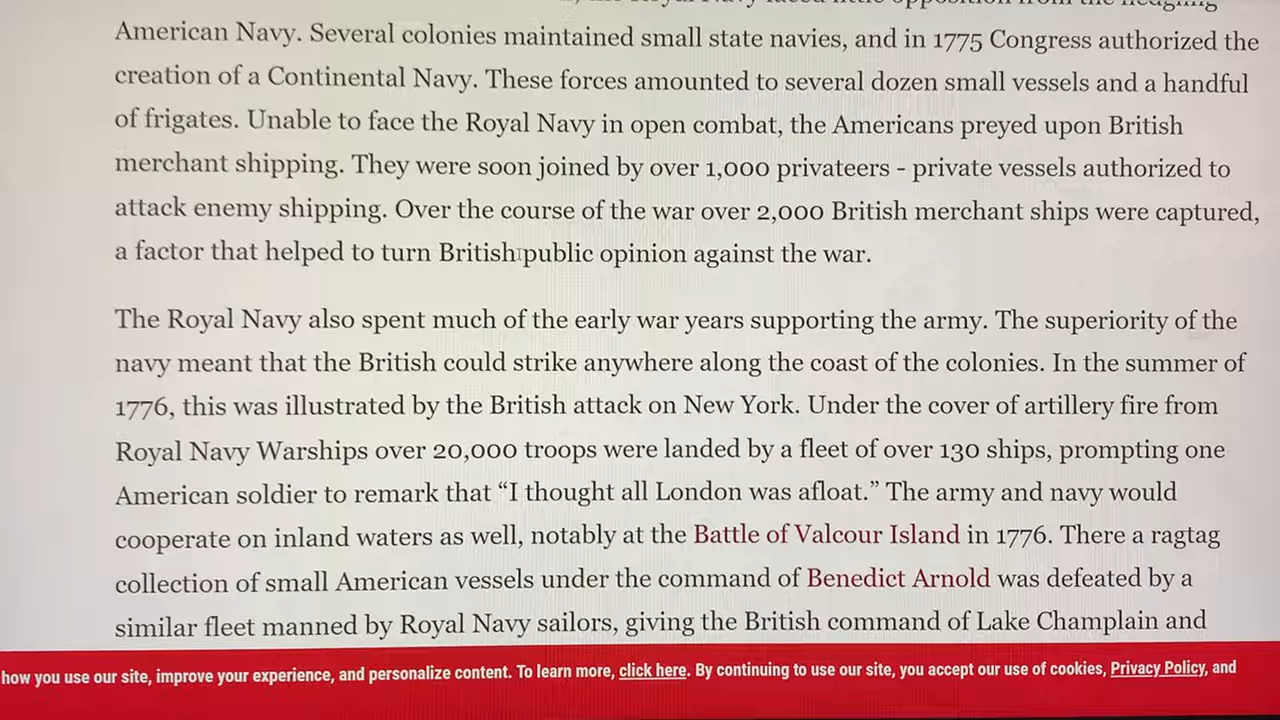 American Navy. Several colonies maintained small state navies, and in 1775 Congress authorized the
creation of a Continental Navy. These forces amounted to several dozen small vessels and a handful
of frigates. Unable to face the Royal Navy in open combat, the Americans preyed upon British
merchant shipping. They were soon joined by over 1,000 privateers - private vessels authorized to
attack enemy shipping. Over the course of the war over 2,000 British merchant ships were captured,
a factor that helped to turn British public opinion against the war.
The Royal Navy also spent much of the early war years supporting the army. The superiority of the
navy meant that the British could strike anywhere along the coast of the colonies. In the summer of
1776, this was illustrated by the British attack on New York. Under the cover of artillery fire from
Royal Navy Warships over 20,000 troops were landed by a fleet of over 130 ships, prompting one
American soldier to remark that “I thought all London was afloat.” The army and navy would
cooperate on inland waters as well, notably at the Battle of Valcour Island in 1776. There a ragtag
collection of small American vessels under the command of Benedict Arnold was defeated by a
similar fleet manned by Royal Navy sailors, giving the British command of Lake Champlain and
how you use our site, improve your experience, and personalize content. To learn more, click here. By continuing to use our site, you accept our use of cookies, Privacy Policy, and